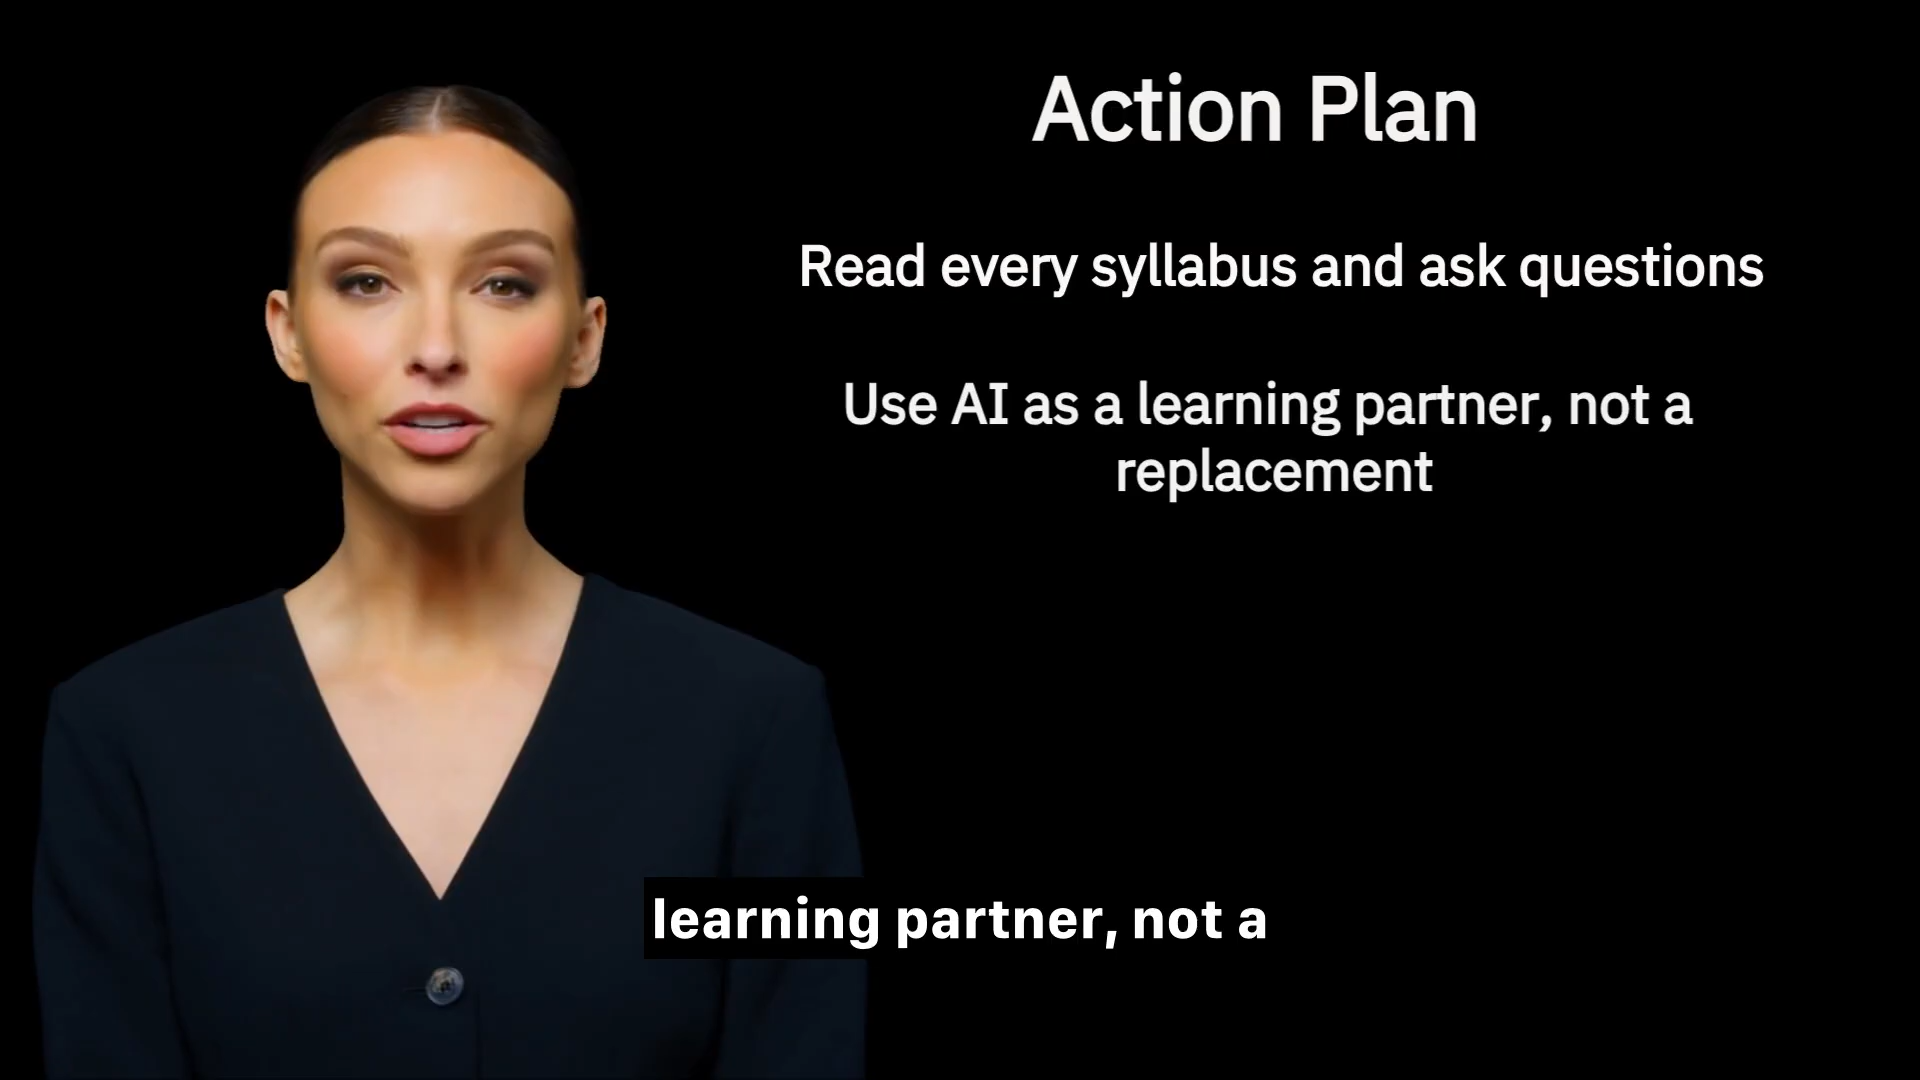 Action Plan
Read every syllabus and ask questions
Use AI as a learning partner, not a
replacement
learning partner, not a